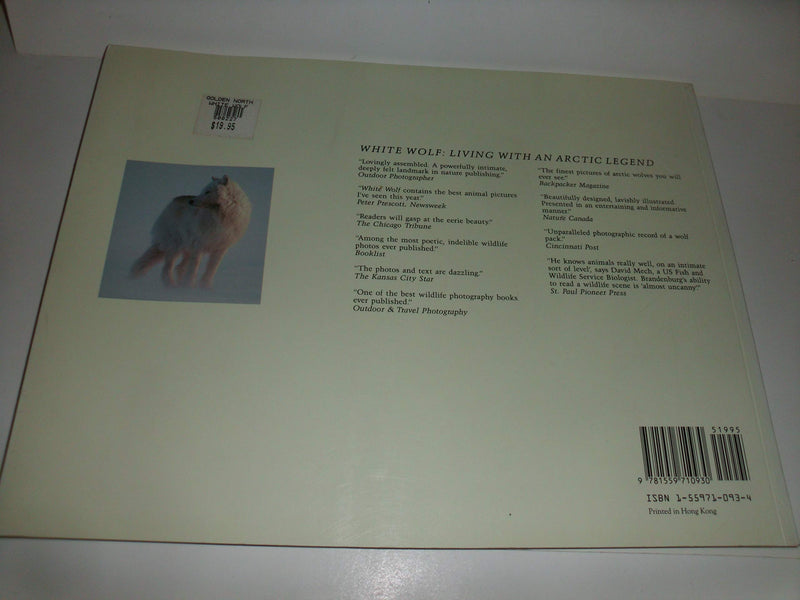 GOLDEN NORTH
WHITE WOLF
$19.95
WHITE WOLF: LIVING WITH AN ARCTIC LEGEND
"Lovingly assembled. A powerfully intimate,
deeply felt landmark in nature publishing."
Outdoor Photographer
"White Wolf contains the best animal pictures
I've seen this year."
Peter Prescott, Newsweek
"Readers will gasp at the eerie beauty."
The Chicago Tribune
"Among the most poetic, indelible wildlife
photos ever published."
Booklist
"The photos and text are dazzling."
The Kansas City Star
"One of the best wildlife photography books
ever published."
Outdoor & Travel Photography
"The finest pictures of arctic wolves you will
ever see."
Backpacker Magazine
"Beautifully designed, lavishly illustrated.
Presented in an entertaining and informative
manner."
Nature Canada
"Unparalleled photographic record of a wolf
pack."
Cincinnati Post
"He knows animals really well, on an intimate
sort of level', says David Mech, a US Fish and
Wildlife Service Biologist. Brandenburg's ability
to read a wildlife scene is 'almost uncanny.'"
St. Paul Pioneer Press
51995
9 781559 710930
ISBN 1-55971-093-4
Printed in Hong Kong